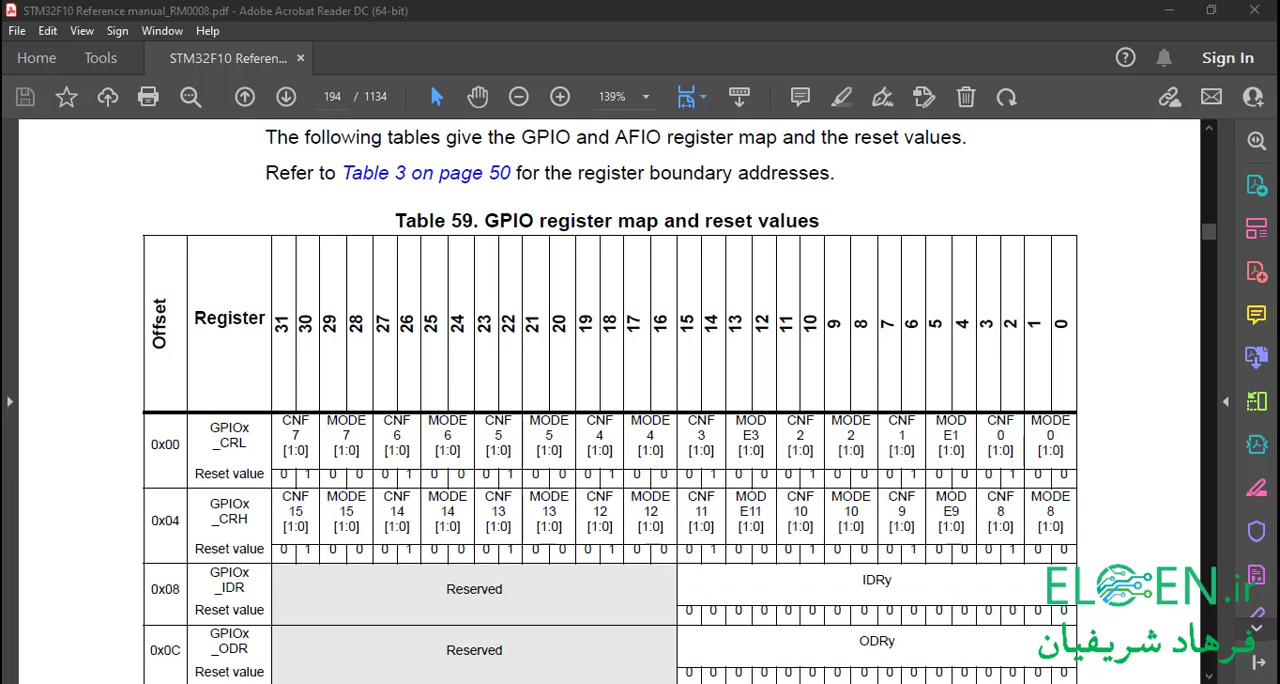 STM32F10 Reference manual_RM0008.pdf - Adobe Acrobat Reader DC (64-bit)
File Edit View Sign Window Help
Home Tools STM32F10 Referen... × Sign In
194 / 1134 139%
The following tables give the GPIO and AFIO register map and the reset values.
Refer to Table 3 on page 50 for the register boundary addresses.
Table 59. GPIO register map and reset values
Offset Register 31 30 29 28 27 26 25 24 23 22 21 20 19 18 17 16 15 14 13 12 11 10 9 8 7 6 5 4 3 2 1 0
0x00 GPIOx _CRL CNF 7 [1:0] MODE 7 [1:0] CNF 6 [1:0] MODE 6 [1:0] CNF 5 [1:0] MODE 5 [1:0] CNF 4 [1:0] MODE 4 [1:0] CNF 3 [1:0] MOD E3 [1:0] CNF 2 [1:0] MODE 2 [1:0] CNF 1 [1:0] MOD E1 [1:0] CNF 0 [1:0] MODE 0 [1:0]
Reset value 0 1 0 0 0 1 0 0 0 1 0 0 0 1 0 0 0 1 0 0 0 1 0 0 0 1 0 0 0 1 0 0
0x04 GPIOx _CRH CNF 15 [1:0] MODE 15 [1:0] CNF 14 [1:0] MODE 14 [1:0] CNF 13 [1:0] MODE 13 [1:0] CNF 12 [1:0] MODE 12 [1:0] CNF 11 [1:0] MOD E11 [1:0] CNF 10 [1:0] MODE 10 [1:0] CNF 9 [1:0] MOD E9 [1:0] CNF 8 [1:0] MODE 8 [1:0]
Reset value 0 1 0 0 0 1 0 0 0 1 0 0 0 1 0 0 0 1 0 0 0 1 0 0 0 1 0 0 0 1 0 0
0x08 GPIOx _IDR Reserved IDRy
Reset value 0 0 0 0 0 0 0 0 0 0 0 0 0 0 0 0
0x0C GPIOx _ODR Reserved ODRy
Reset value 0 0 0 0 0 0 0 0 0 0 0 0 0 0 0 0
ELOCEN.ir
فرهاد شریفیان